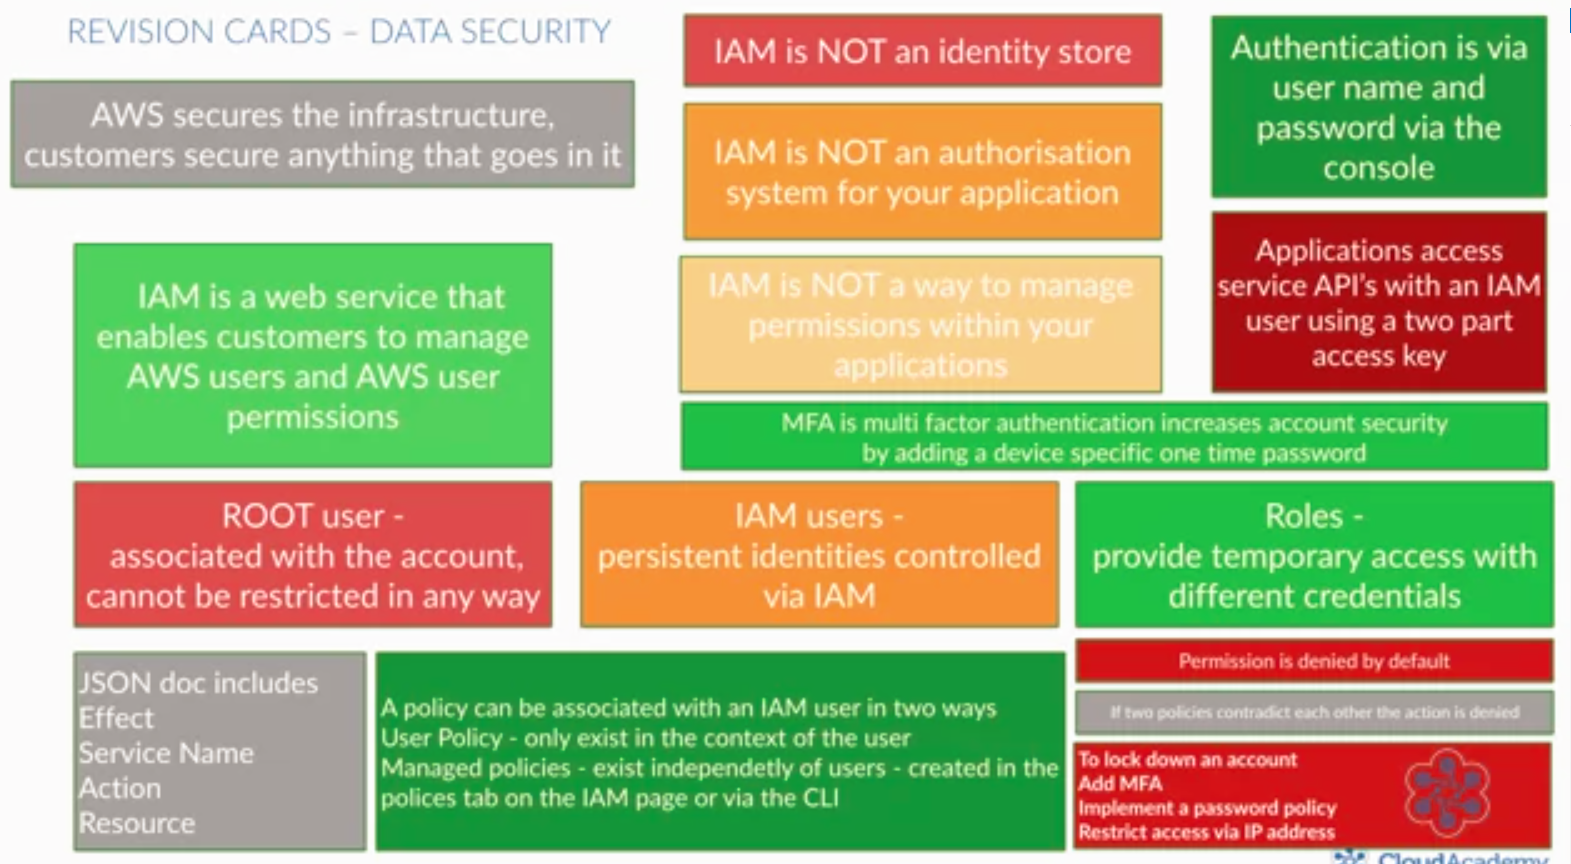 REVISION CARDS – DATA SECURITY
AWS secures the infrastructure,
customers secure anything that goes in it
IAM is NOT an identity store
IAM is NOT an authorisation
system for your application
IAM is NOT a way to manage
permissions within your
applications
Authentication is via
user name and
password via the
console
Applications access
service API's with an IAM
user using a two part
access key
IAM is a web service that
enables customers to manage
AWS users and AWS user
permissions
MFA is multi factor authentication increases account security
by adding a device specific one time password
ROOT user -
associated with the account,
cannot be restricted in any way
IAM users -
persistent identities controlled
via IAM
Roles -
provide temporary access with
different credentials
JSON doc includes
Effect
Service Name
Action
Resource
A policy can be associated with an IAM user in two ways
User Policy - only exist in the context of the user
Managed policies - exist independetly of users - created in the
polices tab on the IAM page or via the CLI
Permission is denied by default
If two policies contradict each other the action is denied
To lock down an account
Add MFA
Implement a password policy
Restrict access via IP address
CloudAcademy